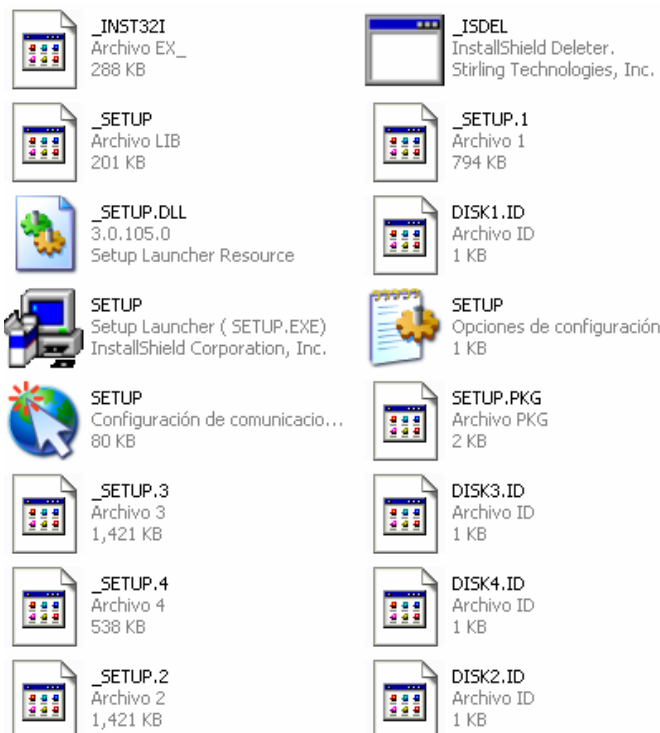 _INST32I
Archivo EX_
288 KB
_ISDEL
InstallShield Deleter.
Stirling Technologies, Inc.
_SETUP
Archivo LIB
201 KB
_SETUP.1
Archivo 1
794 KB
_SETUP.DLL
3.0.105.0
Setup Launcher Resource
DISK1.ID
Archivo ID
1 KB
SETUP
Setup Launcher ( SETUP.EXE)
InstallShield Corporation, Inc.
SETUP
Opciones de configuración
1 KB
SETUP
Configuración de comunicacio...
80 KB
SETUP.PKG
Archivo PKG
2 KB
_SETUP.3
Archivo 3
1,421 KB
DISK3.ID
Archivo ID
1 KB
_SETUP.4
Archivo 4
538 KB
DISK4.ID
Archivo ID
1 KB
_SETUP.2
Archivo 2
1,421 KB
DISK2.ID
Archivo ID
1 KB